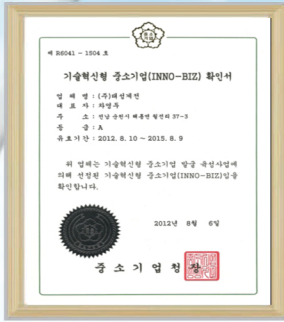 제 R6041 - 1504 호
기술혁신형 중소기업(INNO-BIZ) 확인서
업 체 명 : (주)대성계전
대 표 자 : 차영주
주 소 : 전남 순천시 해룡면 월전리 37-3
등 급 : A
유효기간 : 2012. 8. 10 ~ 2015. 8. 9
위 업체는 기술혁신형 중소기업 발굴 육성사업에
의해 선정된 기술혁신형 중소기업(INNO-BIZ)임을
확인합니다.
2012년 8월 6일
중 소 기 업 청 장